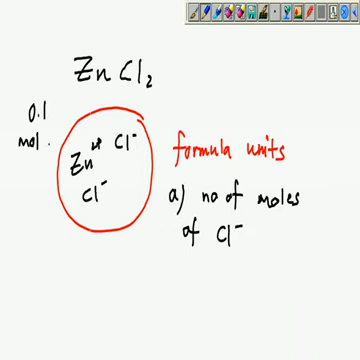 ZnCl₂
0.1
mol.
Zn²⁺ Cl⁻
Cl⁻
formula units
a) no of moles
of Cl⁻